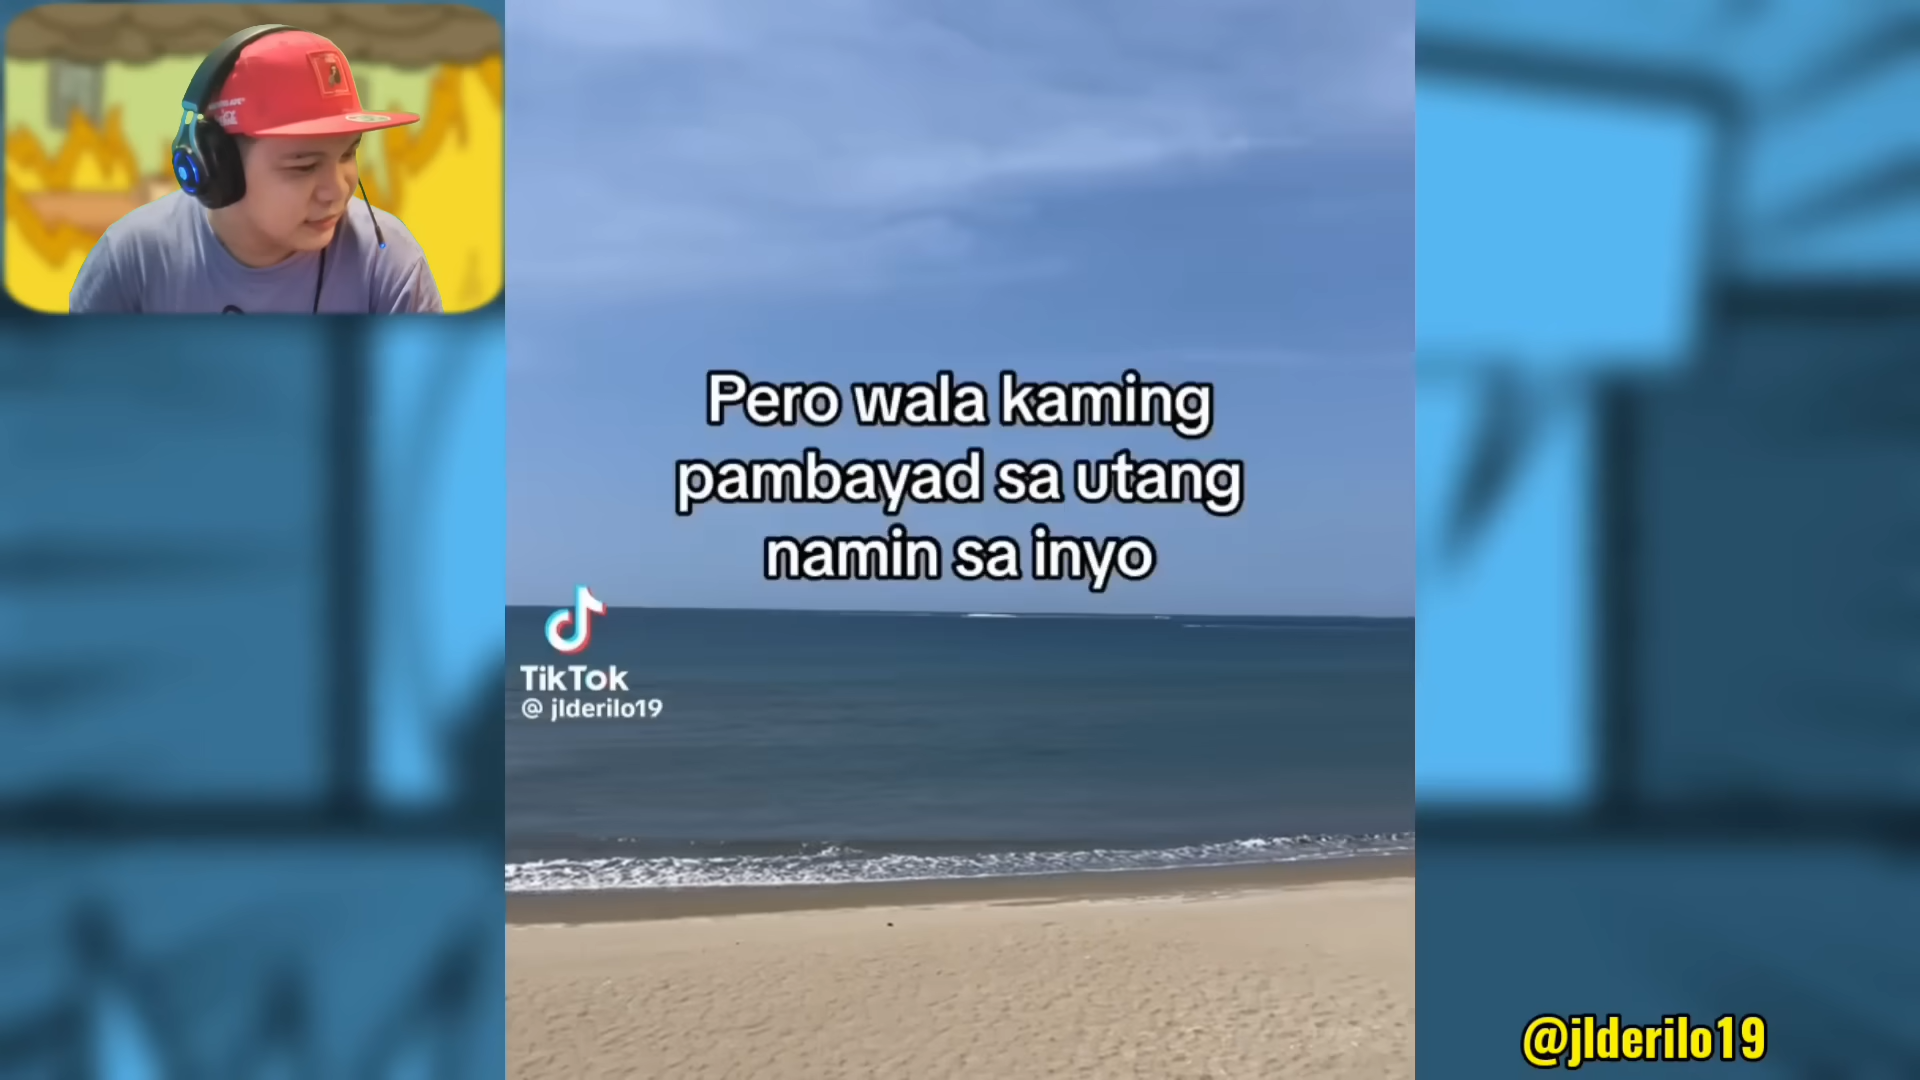 Pero wala kaming
pambayad sa utang
namin sa inyo
TikTok
@ jlderilo19
@jlderilo19